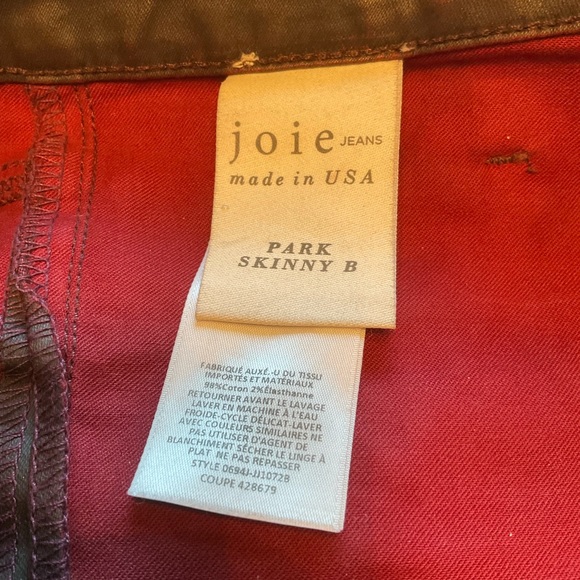 joie JEANS
made in USA
PARK
SKINNY B
FABRIQUÉ AUXÉ.-U DU TISSU
IMPORTÉS ET MATÉRIAUX
98%Coton 2%Élasthanne
RETOURNER AVANT LE LAVAGE
LAVER EN MACHINE À L'EAU
FROIDE-CYCLE DÉLICAT-LAVER
AVEC COULEURS SIMILAIRES NE
PAS UTILISER D'AGENT DE
BLANCHIMENT SÉCHER LE LINGE À
PLAT NE PAS REPASSER
STYLE 0694J-JJ10728
COUPE 428679